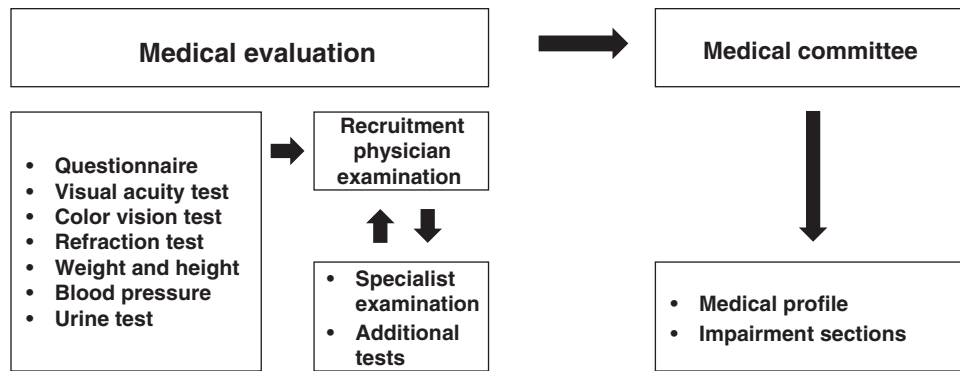 Medical evaluation
Medical committee
• Questionnaire
• Visual acuity test
• Color vision test
• Refraction test
• Weight and height
• Blood pressure
• Urine test
Recruitment
physician
examination
• Specialist
examination
• Additional
tests
• Medical profile
• Impairment sections